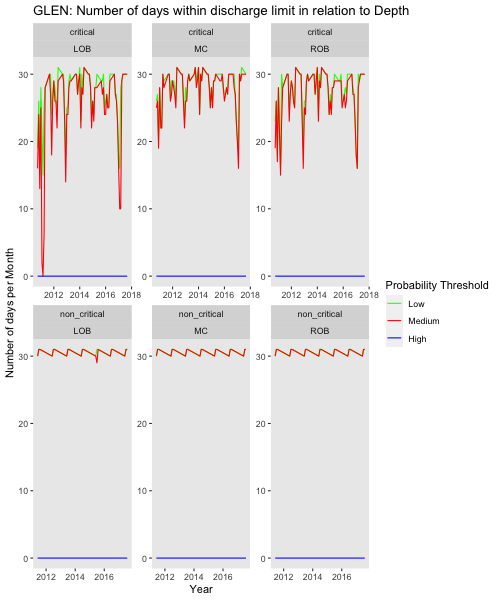 GLEN: Number of days within discharge limit in relation to Depth
critical critical critical
LOB MC ROB
30
20
10
0
2012 2014 2016 2018 2012 2014 2016 2018 2012 2014 2016 2018
Number of days per Month
Probability Threshold
Low
Medium
High
non_critical non_critical non_critical
LOB MC ROB
30
20
10
0
2012 2014 2016 2012 2014 2016 2012 2014 2016
Year